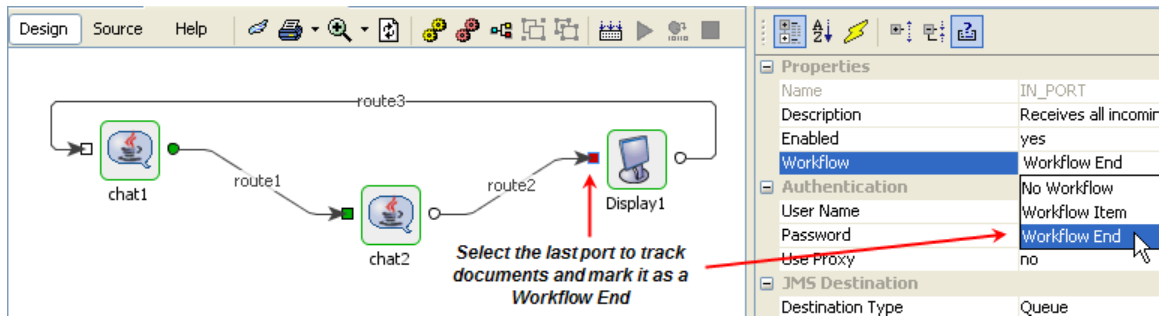 Design Source Help
route3
chat1
route1
chat2
route2
Display1
Select the last port to track
documents and mark it as a
Workflow End
Properties
Name IN_PORT
Description Receives all incomin
Enabled yes
Workflow Workflow End
No Workflow
Workflow Item
Workflow End
Authentication
User Name
Password
Use Proxy no
JMS Destination
Destination Type Queue